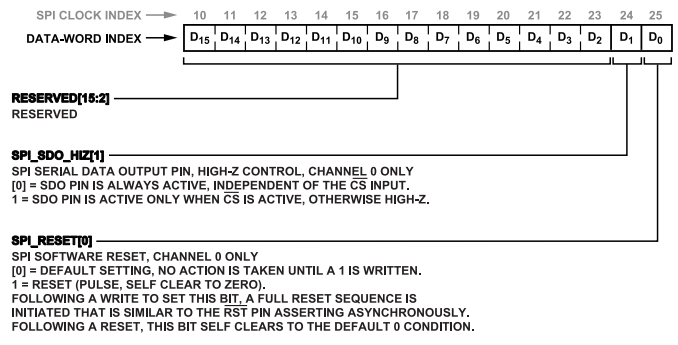 SPI CLOCK INDEX 10 11 12 13 14 15 16 17 18 19 20 21 22 23 24 25
DATA-WORD INDEX D15 D14 D13 D12 D11 D10 D9 D8 D7 D6 D5 D4 D3 D2 D1 D0
RESERVED[15:2]
RESERVED
SPI_SDO_HIZ[1]
SPI SERIAL DATA OUTPUT PIN, HIGH-Z CONTROL, CHANNEL 0 ONLY
[0] = SDO PIN IS ALWAYS ACTIVE, INDEPENDENT OF THE C̅S̅ INPUT.
1 = SDO PIN IS ACTIVE ONLY WHEN C̅S̅ IS ACTIVE, OTHERWISE HIGH-Z.
SPI_RESET[0]
SPI SOFTWARE RESET, CHANNEL 0 ONLY
[0] = DEFAULT SETTING, NO ACTION IS TAKEN UNTIL A 1 IS WRITTEN.
1 = RESET (PULSE, SELF CLEAR TO ZERO).
FOLLOWING A WRITE TO SET THIS BIT, A FULL RESET SEQUENCE IS
INITIATED THAT IS SIMILAR TO THE R̅S̅T̅ PIN ASSERTING ASYNCHRONOUSLY.
FOLLOWING A RESET, THIS BIT SELF CLEARS TO THE DEFAULT 0 CONDITION.